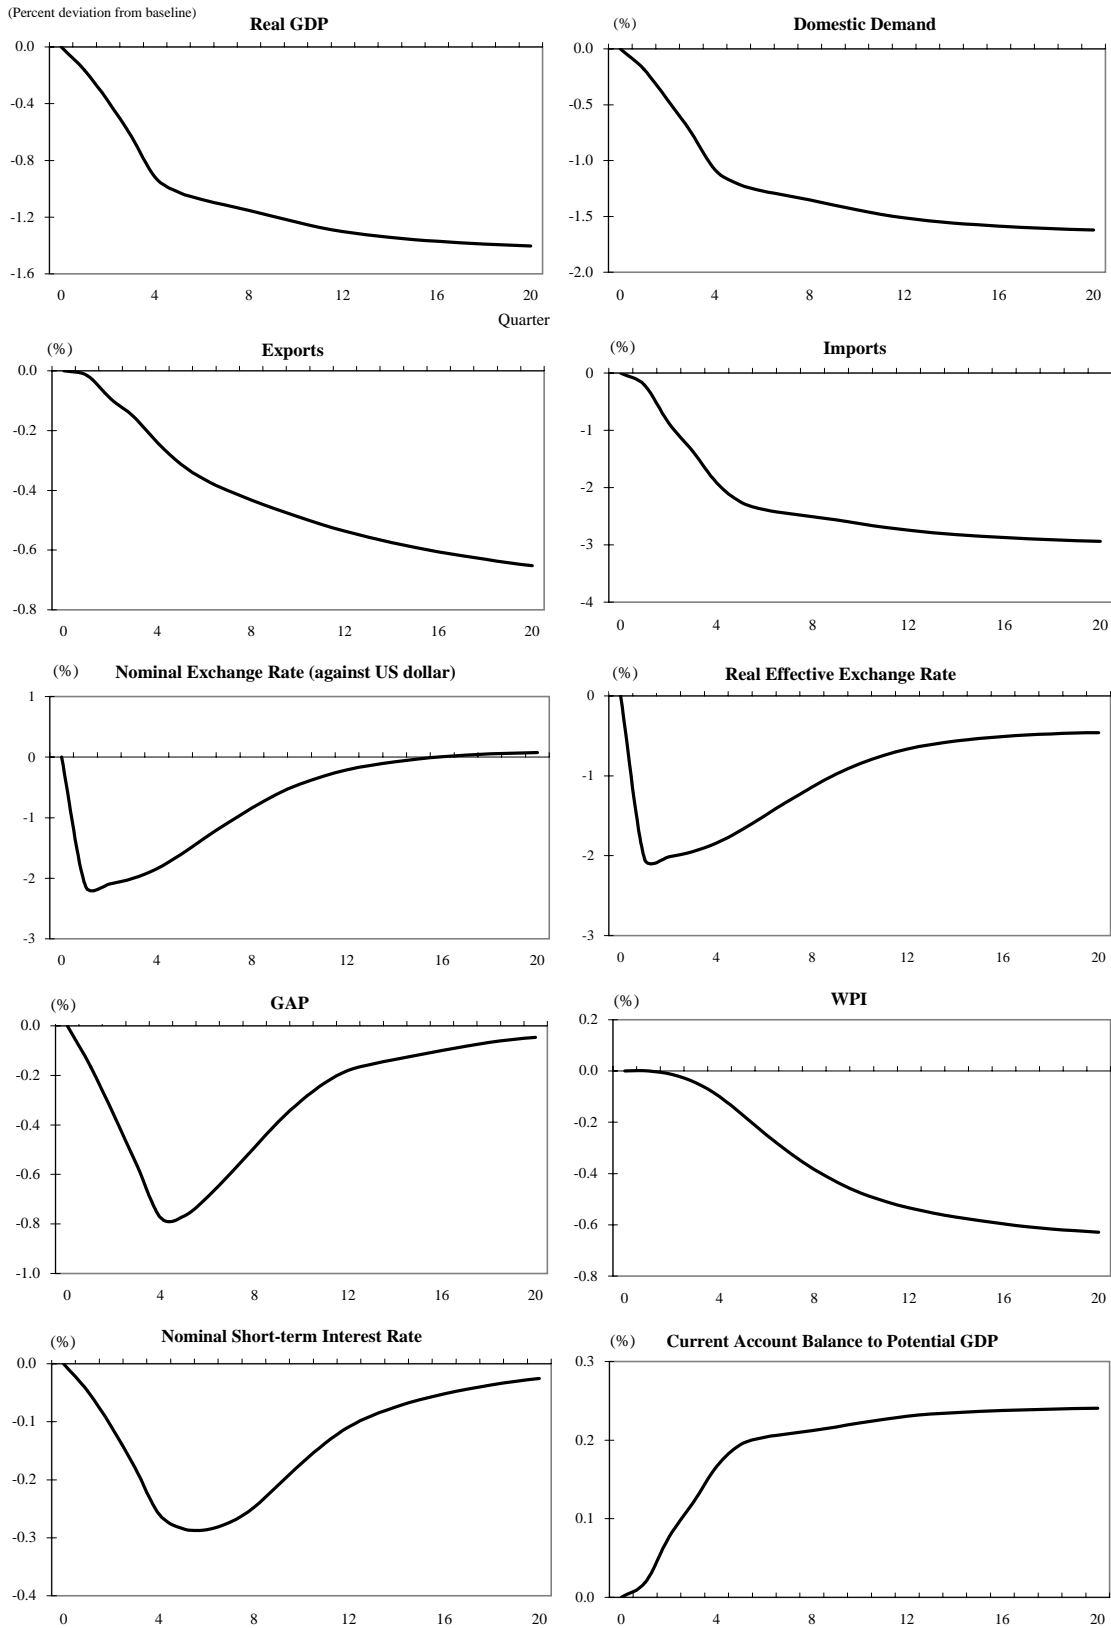 (Percent deviation from baseline)
Real GDP
0.0
-0.4
-0.8
-1.2
-1.6
0 4 8 12 16 20
Quarter
(%)
Domestic Demand
0.0
-0.5
-1.0
-1.5
-2.0
0 4 8 12 16 20
(%)
Exports
0.0
-0.2
-0.4
-0.6
-0.8
0 4 8 12 16 20
(%)
Imports
0
-1
-2
-3
-4
0 4 8 12 16 20
(%)
Nominal Exchange Rate (against US dollar)
1
0
-1
-2
-3
0 4 8 12 16 20
(%)
Real Effective Exchange Rate
0
-1
-2
-3
0 4 8 12 16 20
(%)
GAP
0.0
-0.2
-0.4
-0.6
-0.8
-1.0
0 4 8 12 16 20
(%)
WPI
0.2
0.0
-0.2
-0.4
-0.6
-0.8
0 4 8 12 16 20
(%)
Nominal Short-term Interest Rate
0.0
-0.1
-0.2
-0.3
-0.4
0 4 8 12 16 20
(%)
Current Account Balance to Potential GDP
0.3
0.2
0.1
0.0
0 4 8 12 16 20